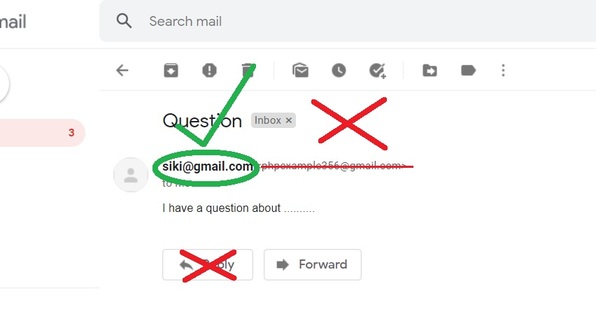 mail
Search mail
3
Question
Inbox ×
siki@gmail.com <phpexample356@gmail.com>
to me
I have a question about ..........
Reply
Forward